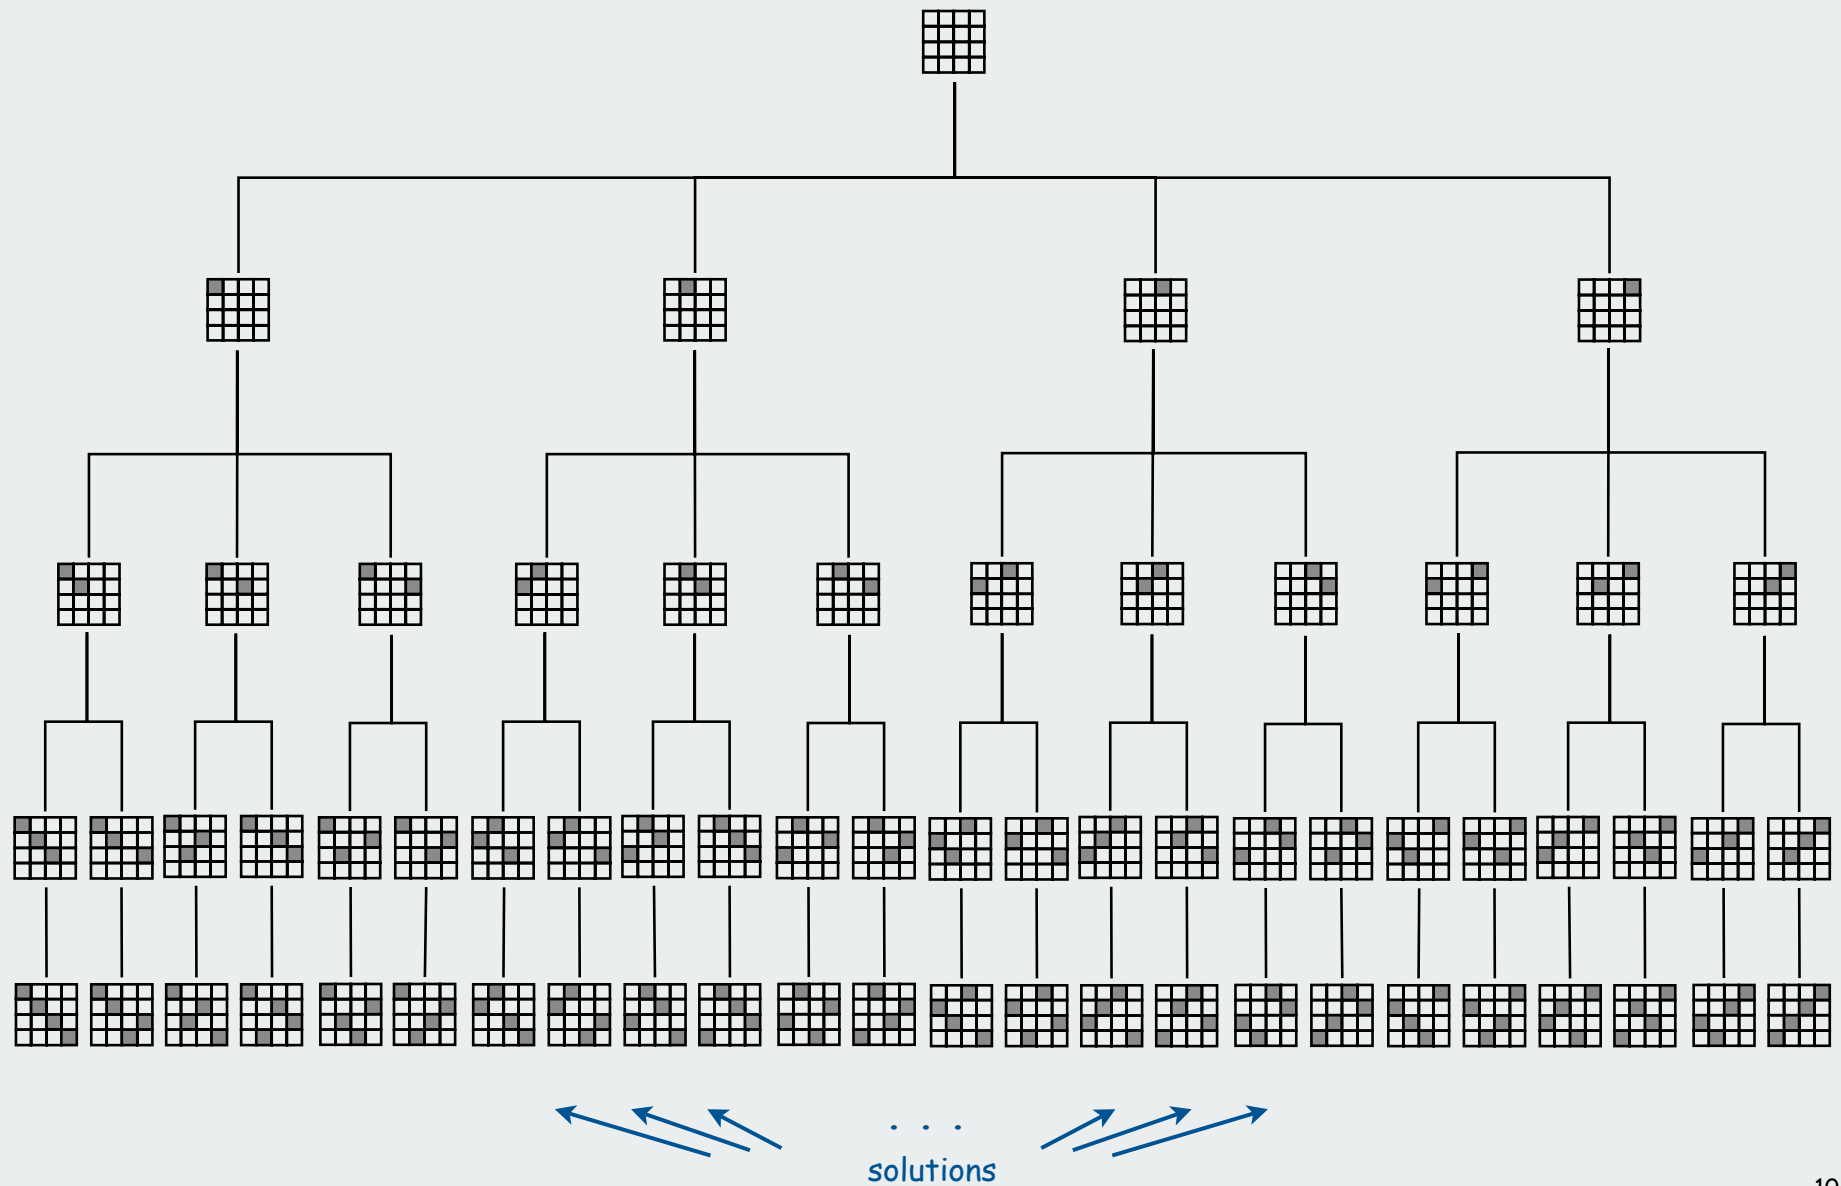 . . .
solutions